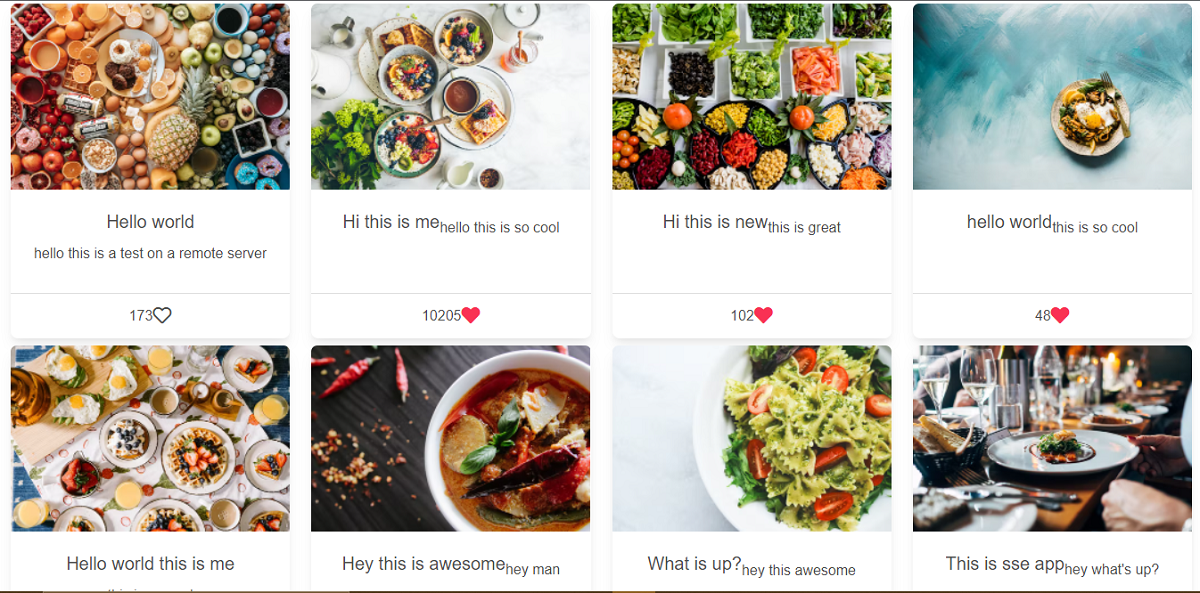 Hello world
hello this is a test on a remote server
173
Hi this is mehello this is so cool
10205
Hi this is newthis is great
102
hello worldthis is so cool
48
Hello world this is me
Hey this is awesomehey man
What is up?hey this awesome
This is sse apphey what's up?